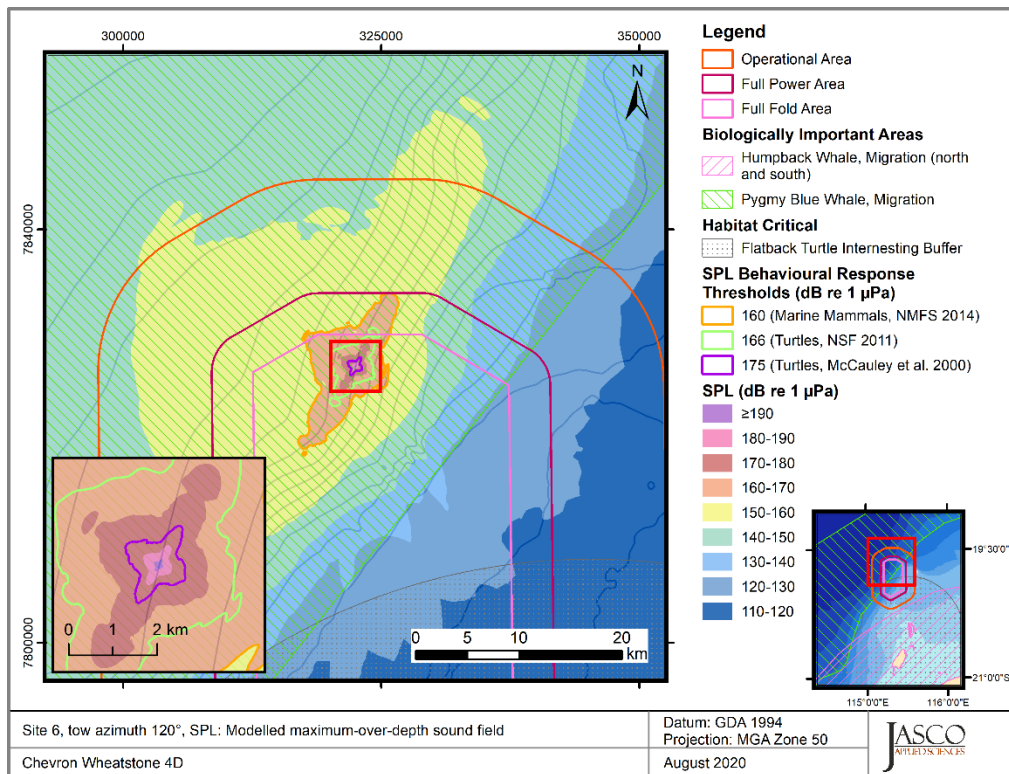 300000
325000
350000
7840000
7800000
N
0 1 2 km
0 5 10 20
km
Legend
Operational Area
Full Power Area
Full Fold Area
Biologically Important Areas
Humpback Whale, Migration (north
and south)
Pygmy Blue Whale, Migration
Habitat Critical
Flatback Turtle Internesting Buffer
SPL Behavioural Response
Thresholds (dB re 1 µPa)
160 (Marine Mammals, NMFS 2014)
166 (Turtles, NSF 2011)
175 (Turtles, McCauley et al. 2000)
SPL (dB re 1 µPa)
≥190
180-190
170-180
160-170
150-160
140-150
130-140
120-130
110-120
19°30'0"S
21°0'0"S
115°0'0"E 116°0'0"E
Site 6, tow azimuth 120°, SPL: Modelled maximum-over-depth sound field
Chevron Wheatstone 4D
Datum: GDA 1994
Projection: MGA Zone 50
August 2020
JASCO
APPLIED SCIENCES